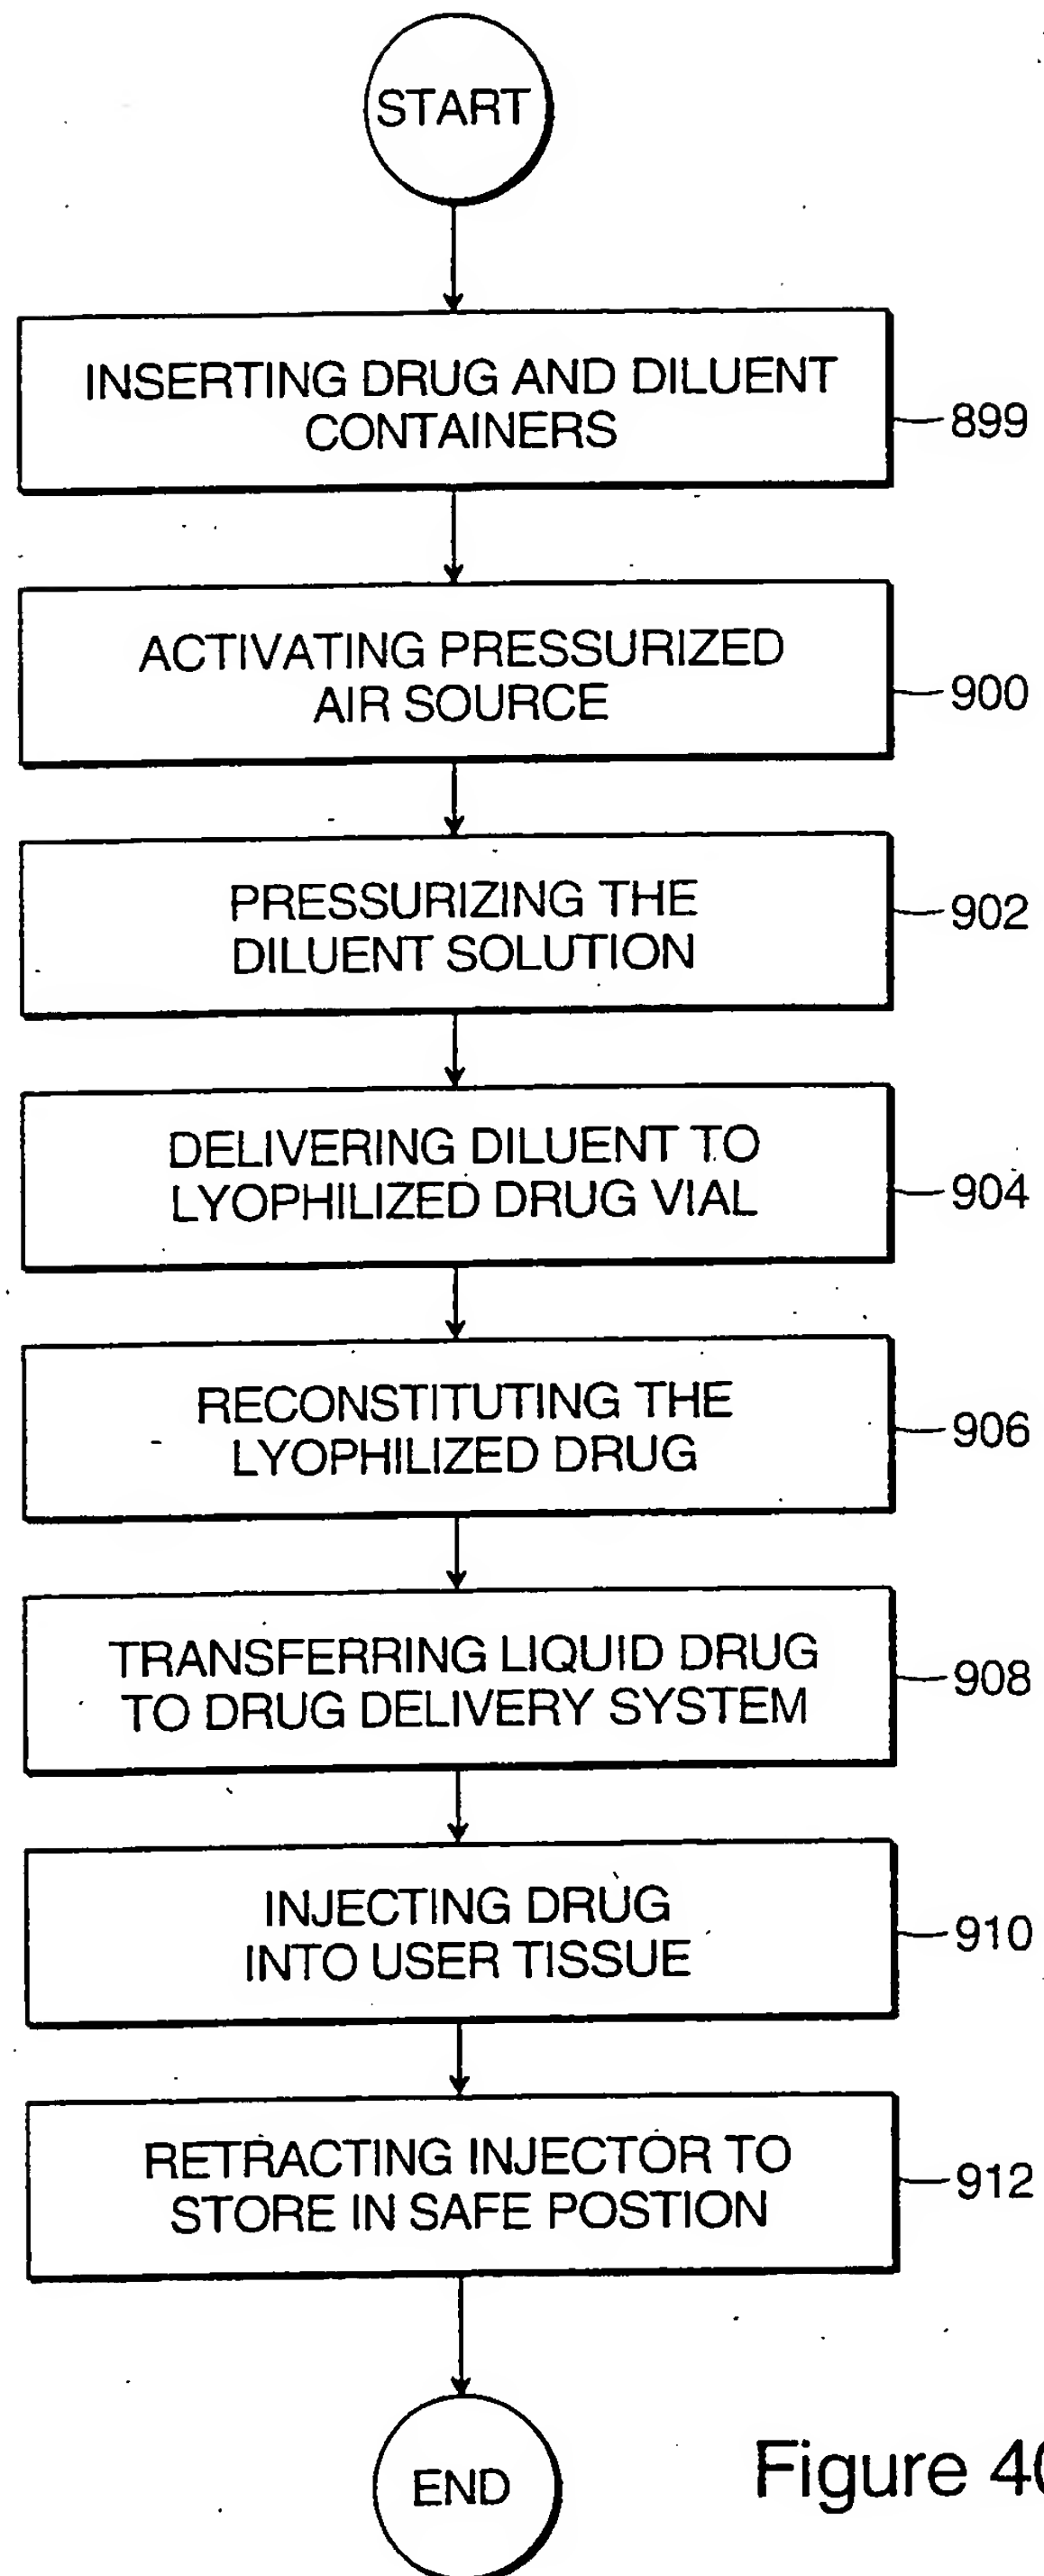 START
INSERTING DRUG AND DILUENT
CONTAINERS
899
ACTIVATING PRESSURIZED
AIR SOURCE
900
PRESSURIZING THE
DILUENT SOLUTION
902
DELIVERING DILUENT TO
LYOPHILIZED DRUG VIAL
904
RECONSTITUTING THE
LYOPHILIZED DRUG
906
TRANSFERRING LIQUID DRUG
TO DRUG DELIVERY SYSTEM
908
INJECTING DRUG
INTO USER TISSUE
910
RETRACTING INJECTOR TO
STORE IN SAFE POSTION
912
END
Figure 40